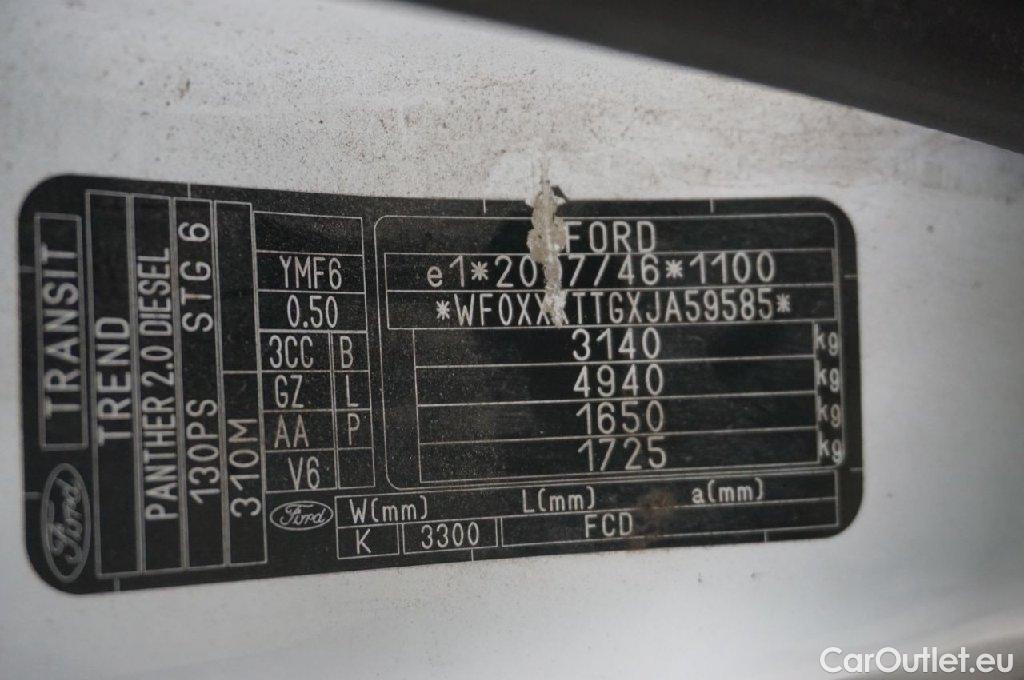 TRANSIT
TREND
PANTHER 2.0 DIESEL
130PS STG 6
310M
Ford
YMF6
0.50
3CC B
GZ L
AA P
V6
Ford
FORD
*WF0XXXTTGXJA59585*
3140 kg
4940 kg
1650 kg
1725 kg
W(mm) L(mm) a(mm)
K 3300 FCD
CarOutlet.eu